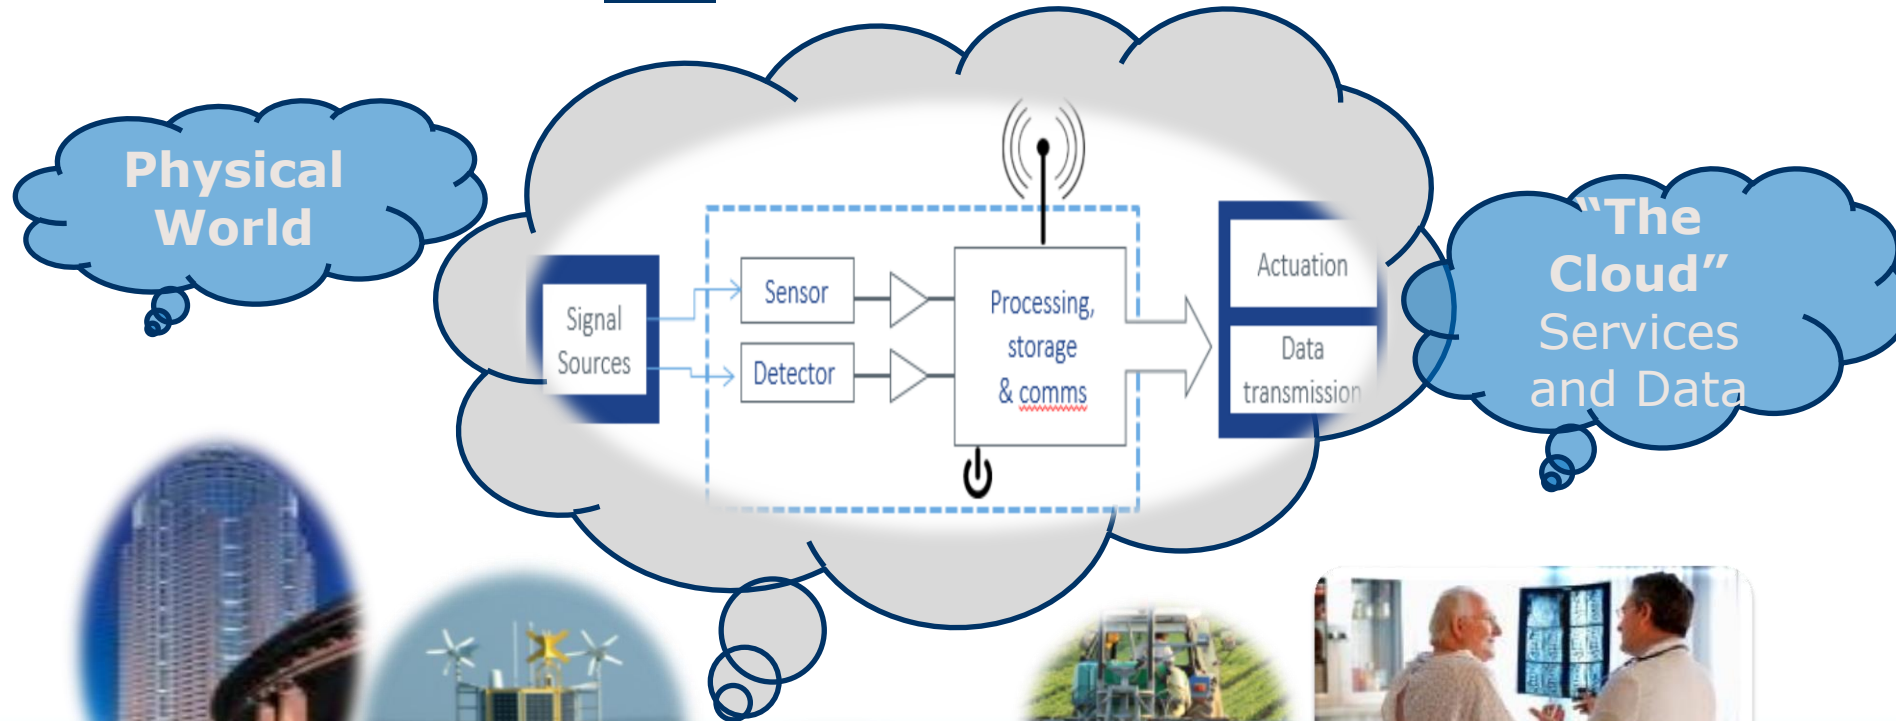 Physical
World
Signal
Sources
Sensor
Detector
Processing,
storage
& comms
Actuation
Data
transmission
“The
Cloud”
Services
and Data